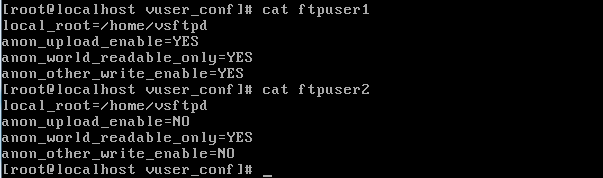 [root@localhost vuser_conf]# cat ftpuser1
local_root=/home/vsftpd
anon_upload_enable=YES
anon_world_readable_only=YES
anon_other_write_enable=YES
[root@localhost vuser_conf]# cat ftpuser2
local_root=/home/vsftpd
anon_upload_enable=NO
anon_world_readable_only=YES
anon_other_write_enable=NO
[root@localhost vuser_conf]# _